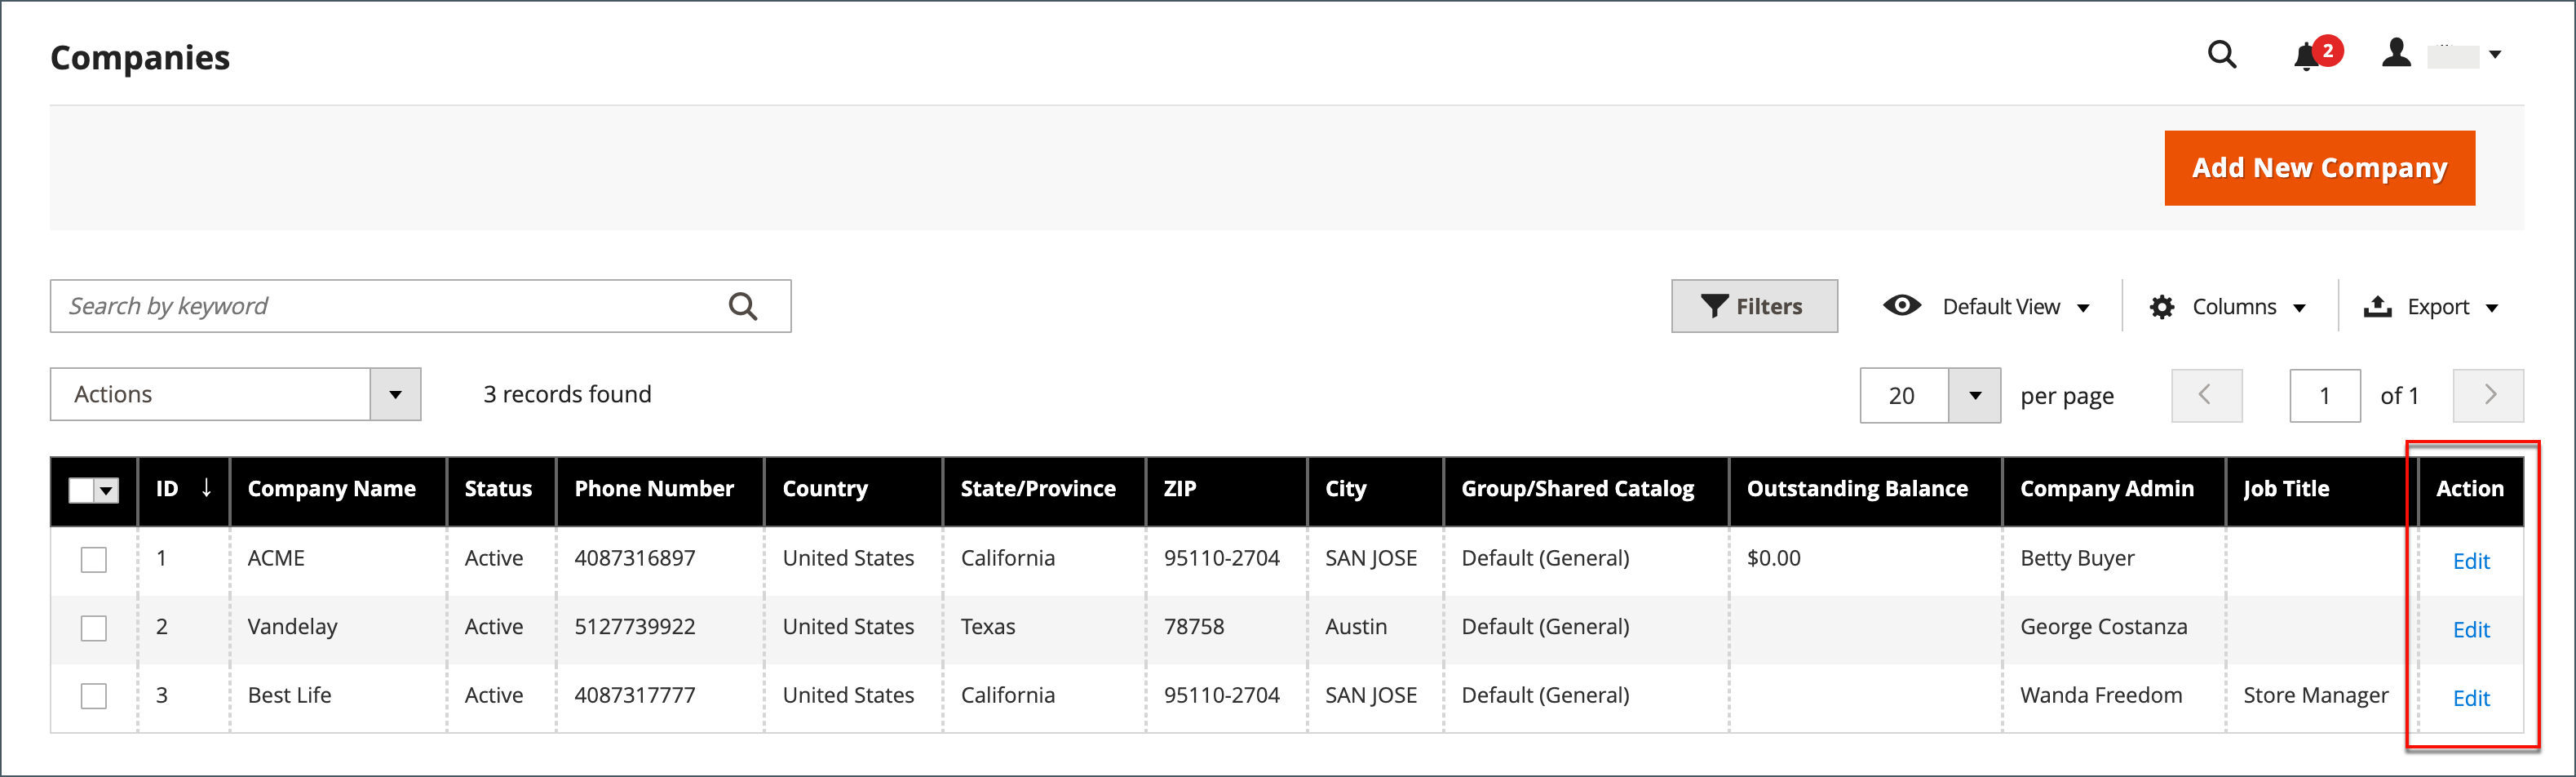 Companies
2
Add New Company
Search by keyword
Filters
Default View
Columns
Export
Actions
3 records found
20
per page
1
of 1
ID ↓ Company Name Status Phone Number Country State/Province ZIP City Group/Shared Catalog Outstanding Balance Company Admin Job Title Action
1 ACME Active 4087316897 United States California 95110-2704 SAN JOSE Default (General) $0.00 Betty Buyer Edit
2 Vandelay Active 5127739922 United States Texas 78758 Austin Default (General) George Costanza Edit
3 Best Life Active 4087317777 United States California 95110-2704 SAN JOSE Default (General) Wanda Freedom Store Manager Edit